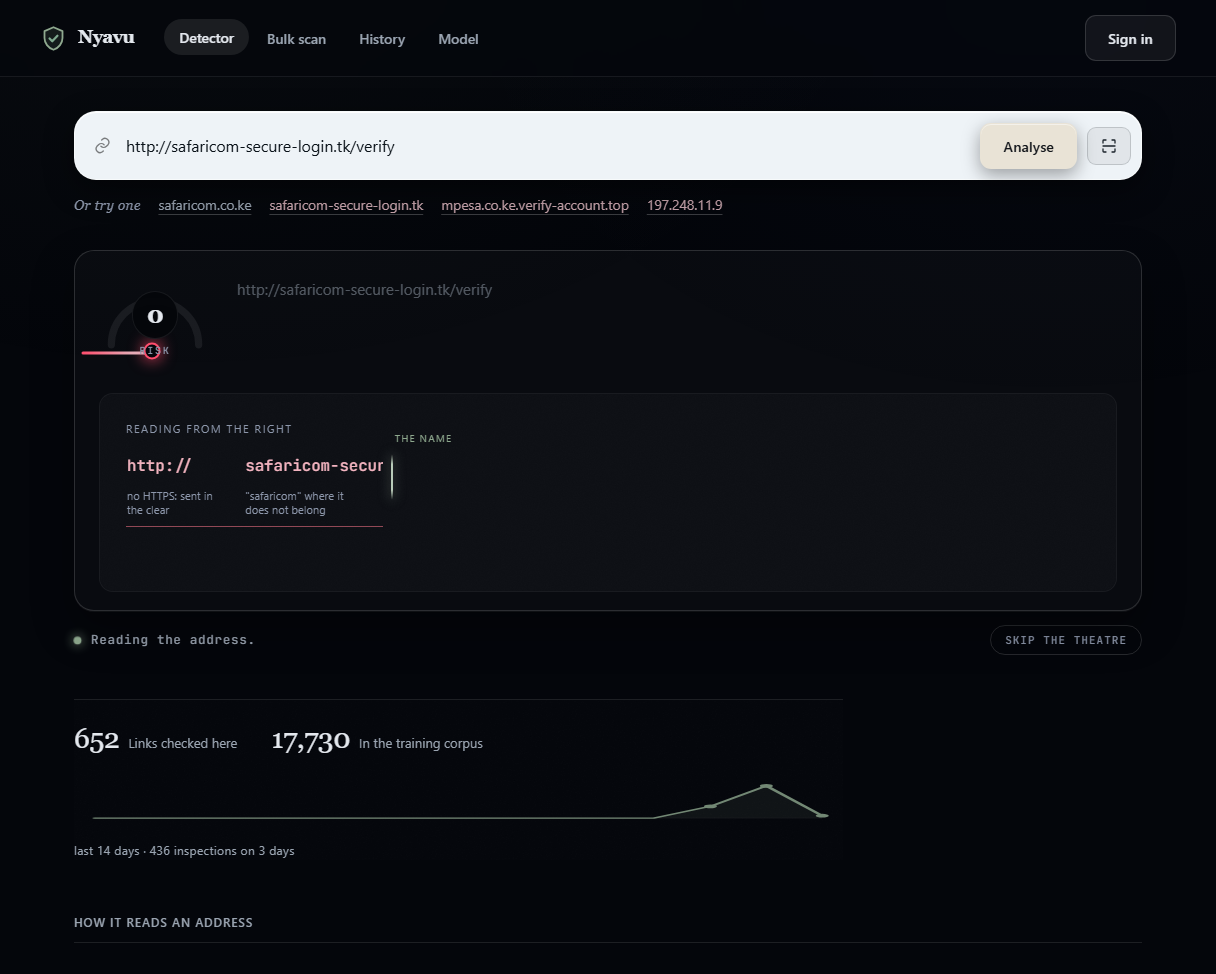 Nyavu Detector Bulk scan History Model Sign in
http://safaricom-secure-login.tk/verify Analyse
Or try one safaricom.co.ke safaricom-secure-login.tk mpesa.co.ke.verify-account.top 197.248.11.9
http://safaricom-secure-login.tk/verify
0
RISK
READING FROM THE RIGHT
THE NAME
http:// safaricom-secur
no HTTPS: sent in the clear
"safaricom" where it does not belong
Reading the address. SKIP THE THEATRE
652 Links checked here 17,730 In the training corpus
last 14 days · 436 inspections on 3 days
HOW IT READS AN ADDRESS